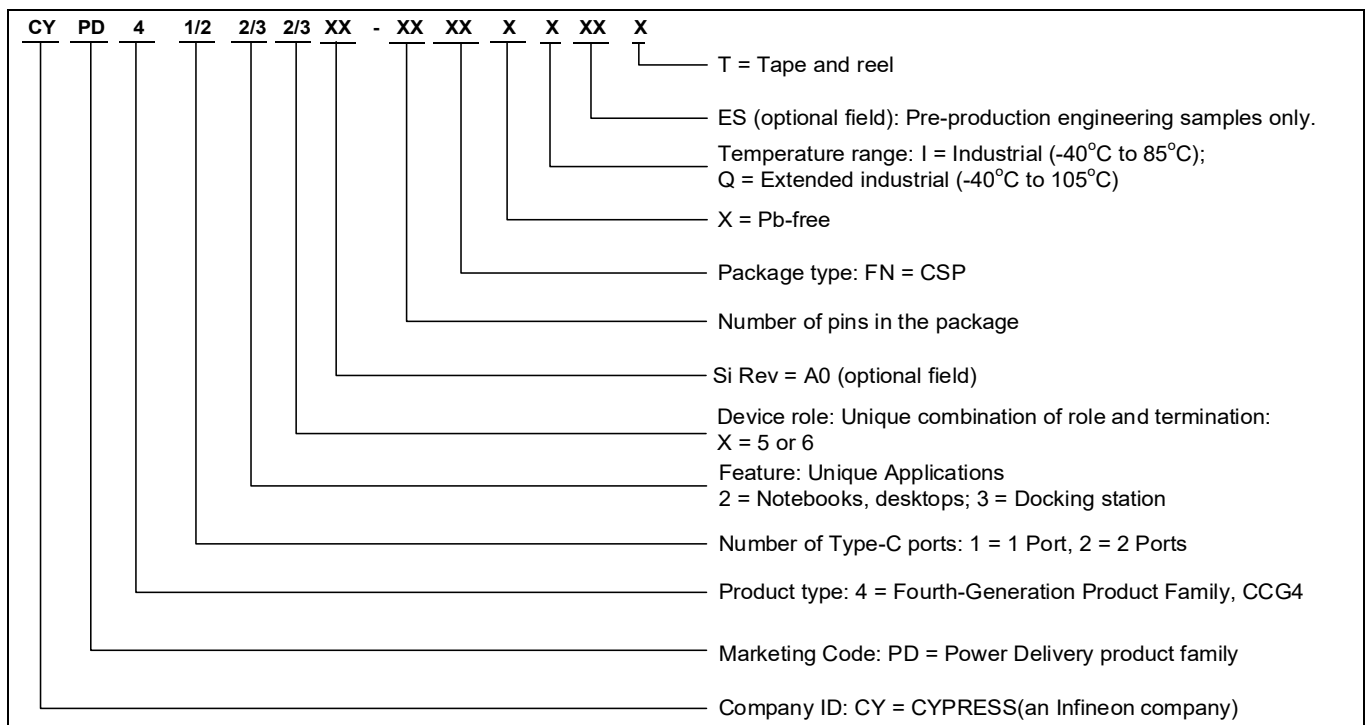 CY PD 4 1/2 2/3 2/3 XX - XX XX X X XX X
T = Tape and reel
ES (optional field): Pre-production engineering samples only.
Temperature range: I = Industrial (-40°C to 85°C);
Q = Extended industrial (-40°C to 105°C)
X = Pb-free
Package type: FN = CSP
Number of pins in the package
Si Rev = A0 (optional field)
Device role: Unique combination of role and termination:
X = 5 or 6
Feature: Unique Applications
2 = Notebooks, desktops; 3 = Docking station
Number of Type-C ports: 1 = 1 Port, 2 = 2 Ports
Product type: 4 = Fourth-Generation Product Family, CCG4
Marketing Code: PD = Power Delivery product family
Company ID: CY = CYPRESS(an Infineon company)